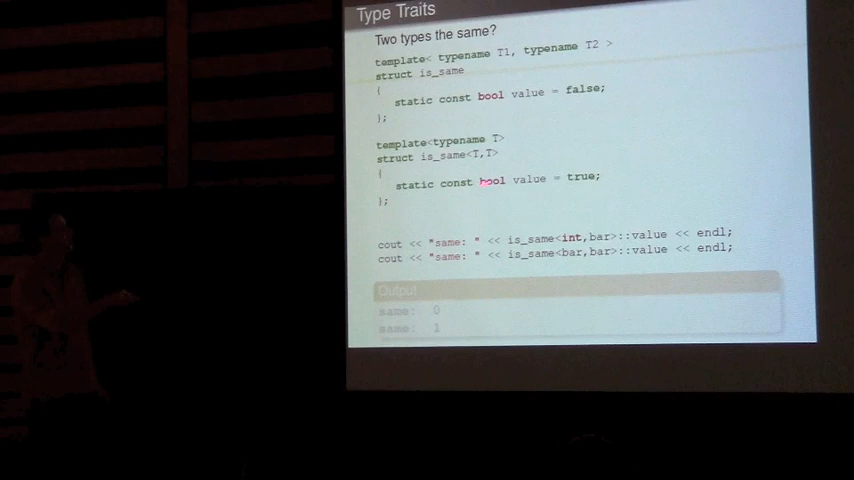 Type Traits
Two types the same?
template< typename T1, typename T2 >
struct is_same
{
static const bool value = false;
};
template<typename T>
struct is_same<T,T>
{
static const bool value = true;
};
cout << "same: " << is_same<int,bar>::value << endl;
cout << "same: " << is_same<bar,bar>::value << endl;
Output
same: 0
same: 1